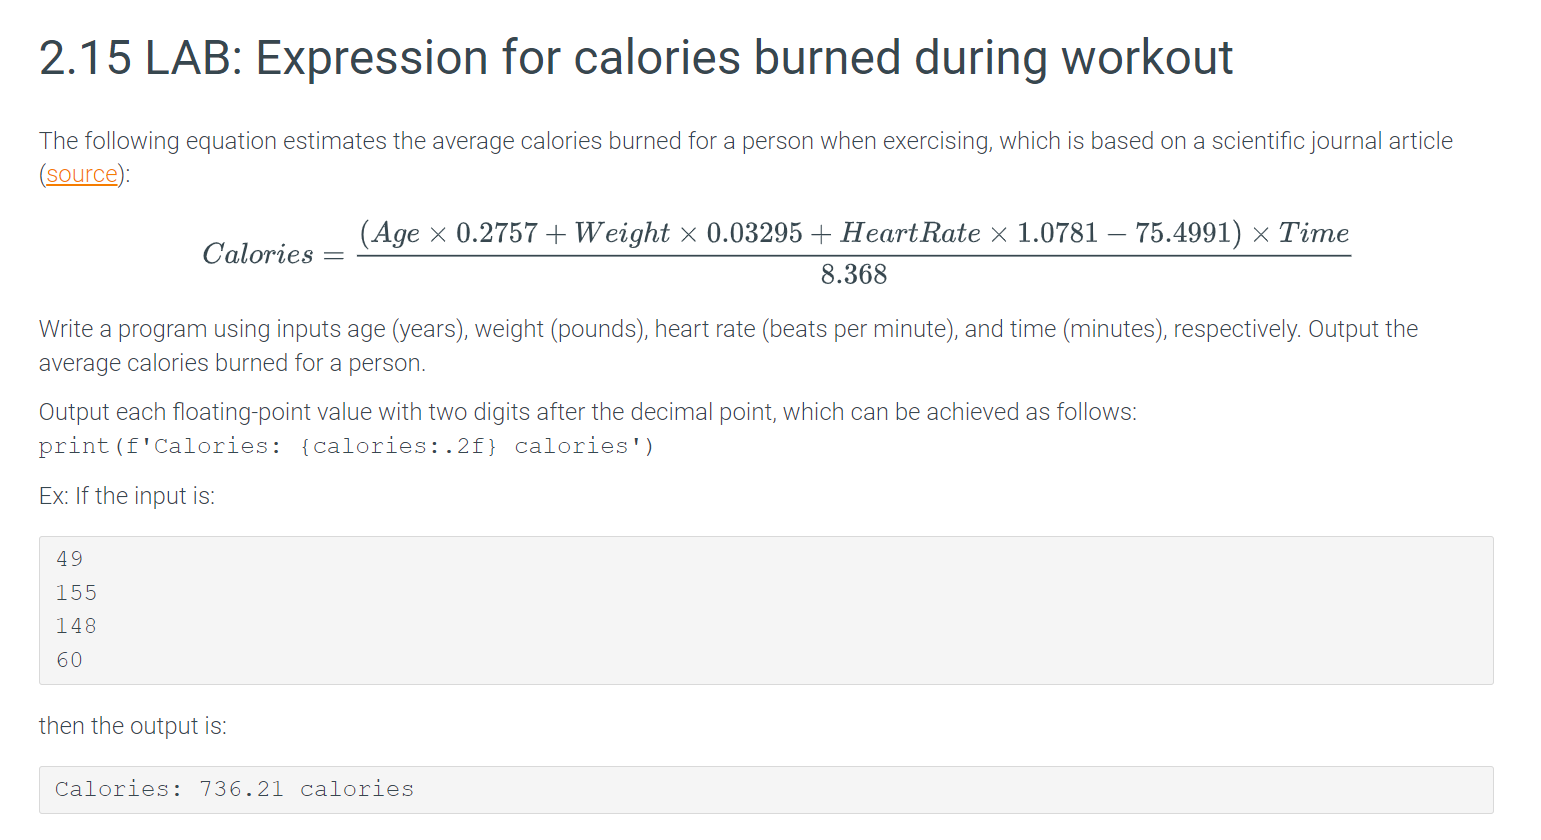 2.15 LAB: Expression for calories burned during workout
The following equation estimates the average calories burned for a person when exercising, which is based on a scientific journal article
(source):
Calories = (Age × 0.2757 + Weight × 0.03295 + HeartRate × 1.0781 − 75.4991) × Time
8.368
Write a program using inputs age (years), weight (pounds), heart rate (beats per minute), and time (minutes), respectively. Output the
average calories burned for a person.
Output each floating-point value with two digits after the decimal point, which can be achieved as follows:
print(f'Calories: {calories:.2f} calories')
Ex: If the input is:
49
155
148
60
then the output is:
Calories: 736.21 calories